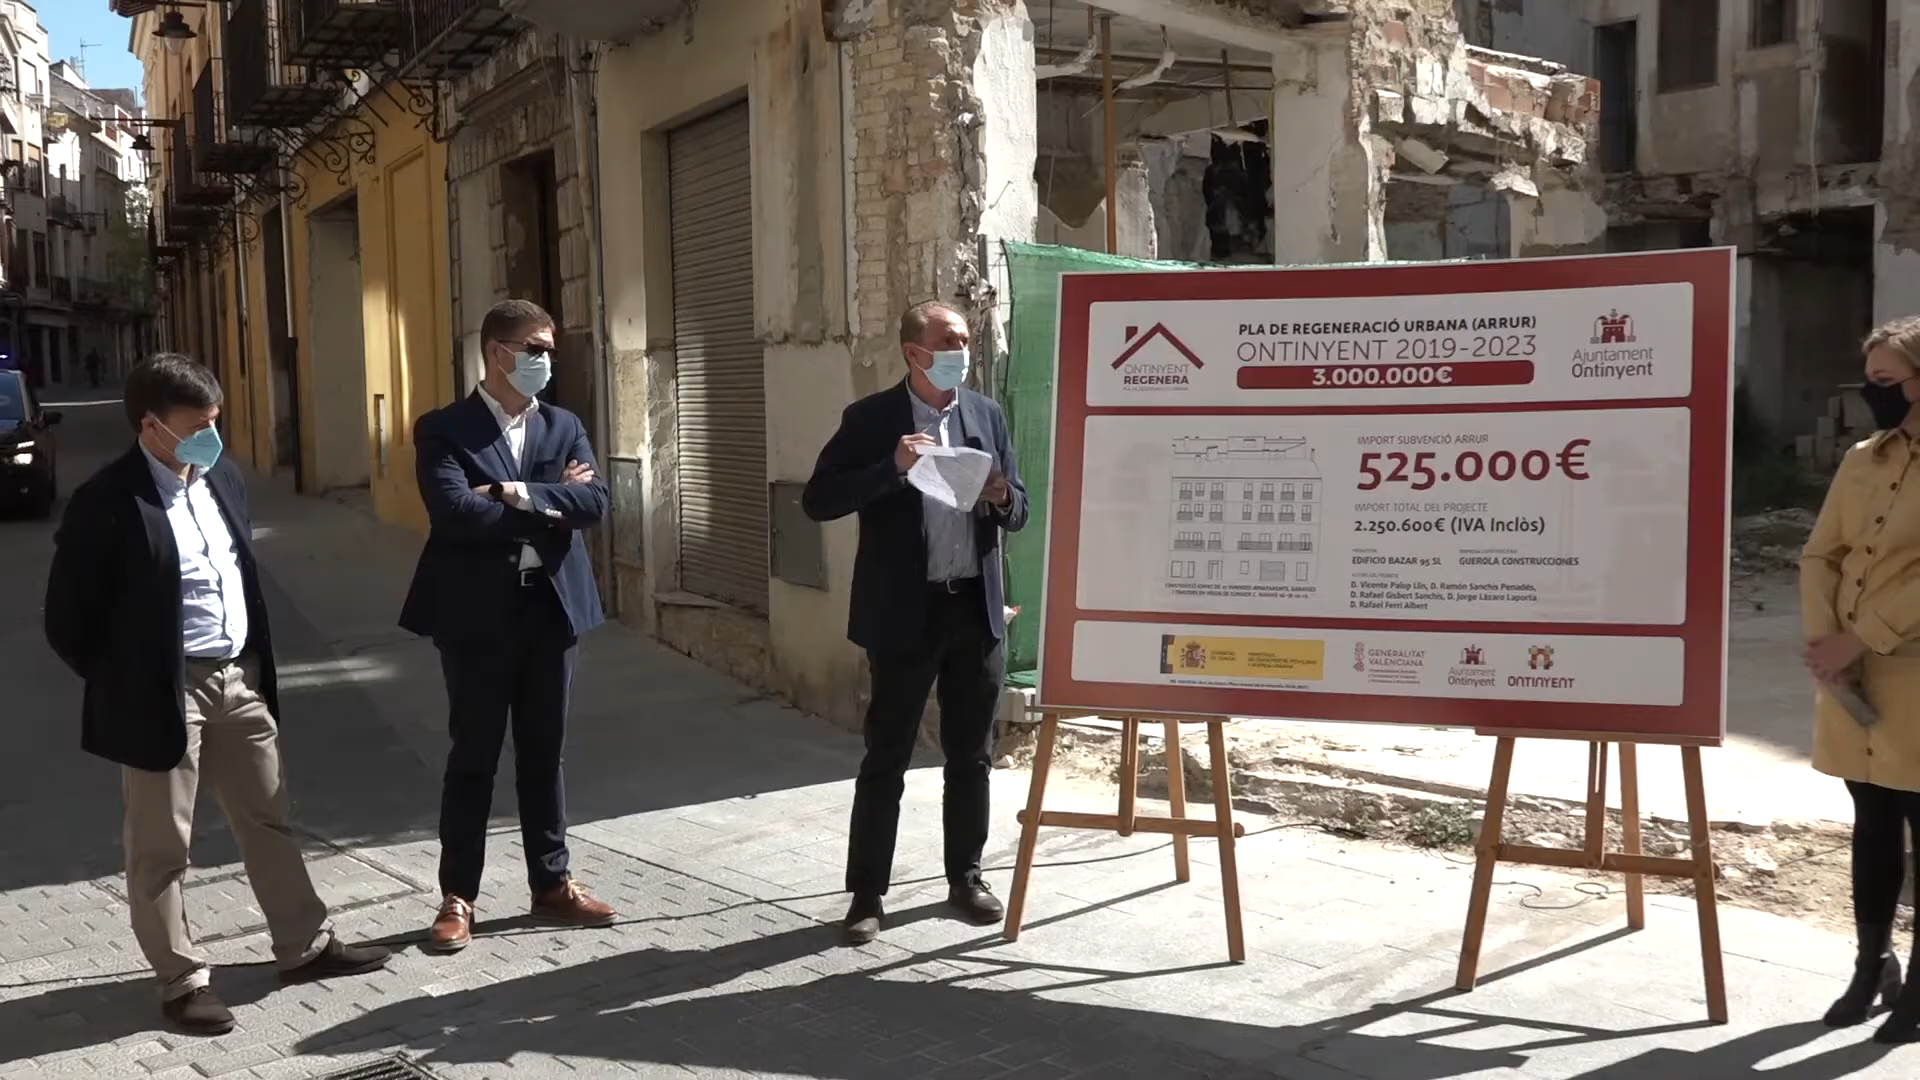 PLA DE REGENERACIÓ URBANA (ARRUR)
ONTINYENT 2019-2023
3.000.000€
ONTINYENT
REGENERA
Ajuntament
Ontinyent
IMPORT SUBVENCIÓ ARRUR
525.000€
IMPORT TOTAL DEL PROJECTE
2.250.600€ (IVA Inclòs)
EDIFICIO BAZAR 95 SL
GUEROLA CONSTRUCCIONES
D. Vicente Palop Llin, D. Ramón Sanchis Penadés,
D. Rafael Gisbert Sanchis, D. Jorge Lázaro Laporta
D. Rafael Ferri Albert
GENERALITAT
VALENCIANA
Ajuntament
Ontinyent
ONTINYENT